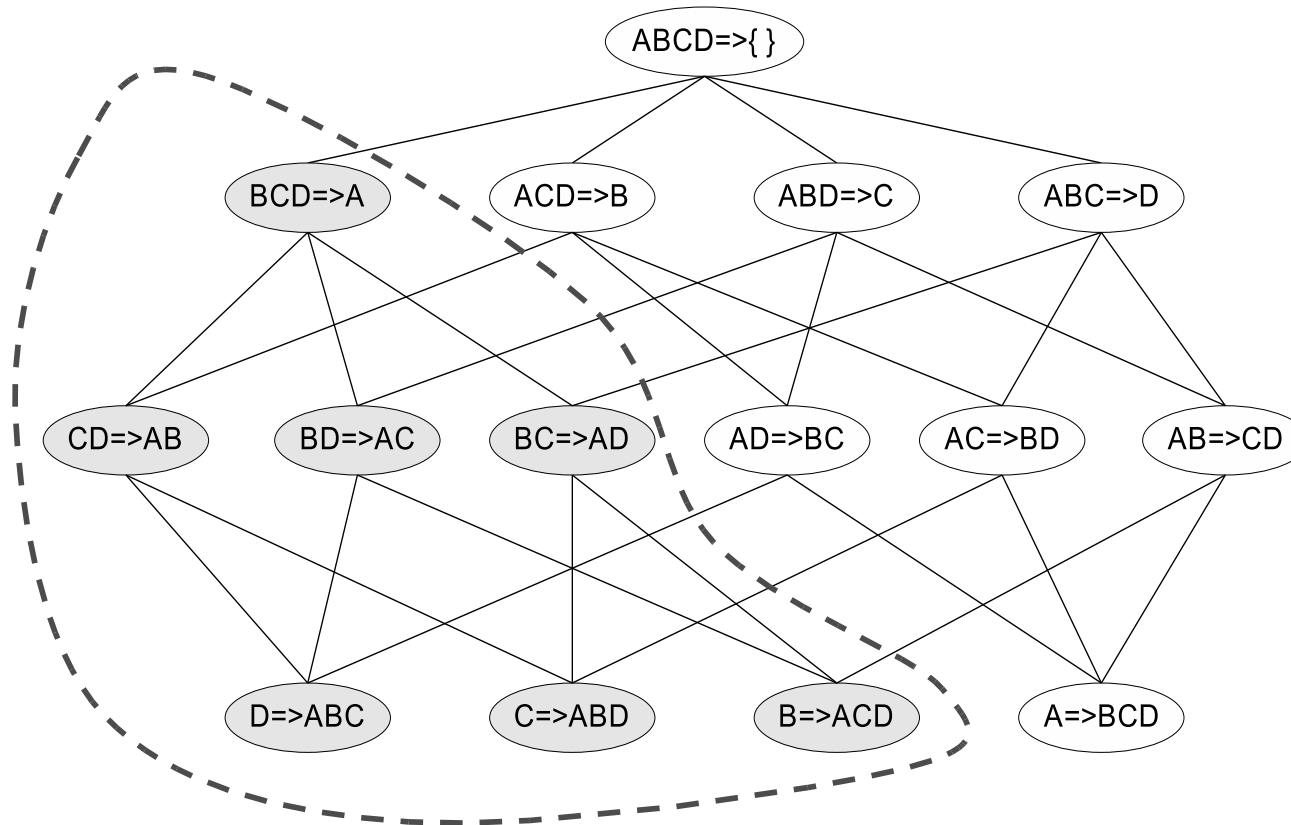 ABCD=>{ }
BCD=>A
ACD=>B
ABD=>C
ABC=>D
CD=>AB
BD=>AC
BC=>AD
AD=>BC
AC=>BD
AB=>CD
D=>ABC
C=>ABD
B=>ACD
A=>BCD